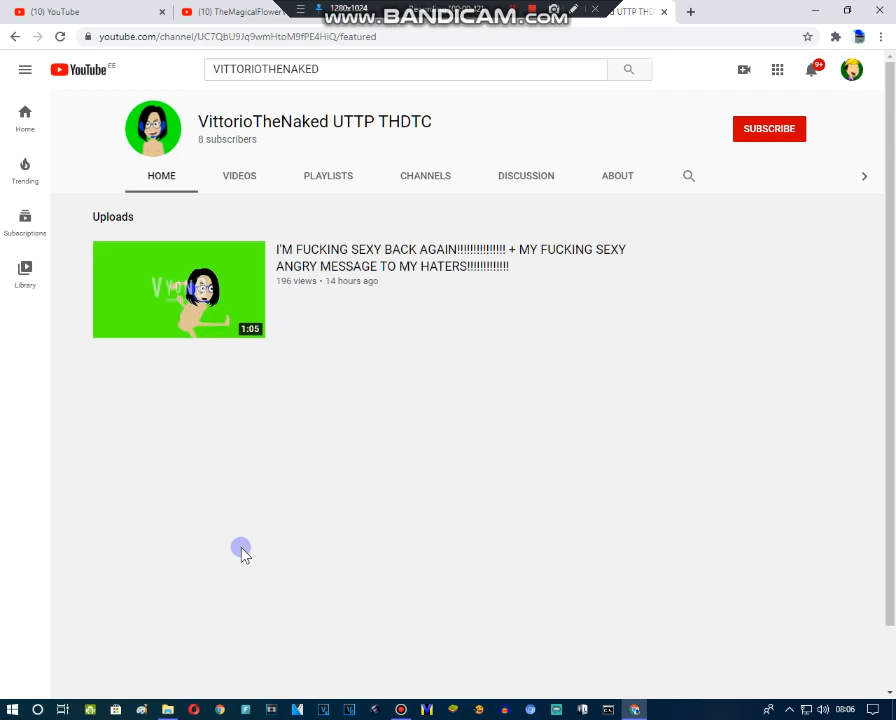 (10) YouTube
(10) TheMagicalFlower
1280x1024
www.BANDICAM.com
UTTP THD
youtube.com/channel/UC7QbU9Jq9wmHtoM9fPE4HiQ/featured
YouTube EE
VITTORIOTHENAKED
9+
Home
Trending
Subscriptions
Library
VittorioTheNaked UTTP THDTC
8 subscribers
SUBSCRIBE
HOME VIDEOS PLAYLISTS CHANNELS DISCUSSION ABOUT
Uploads
I'M FUCKING SEXY BACK AGAIN!!!!!!!!!!!!!!! + MY FUCKING SEXY
ANGRY MESSAGE TO MY HATERS!!!!!!!!!!!!!
196 views • 14 hours ago
1:05
08:06